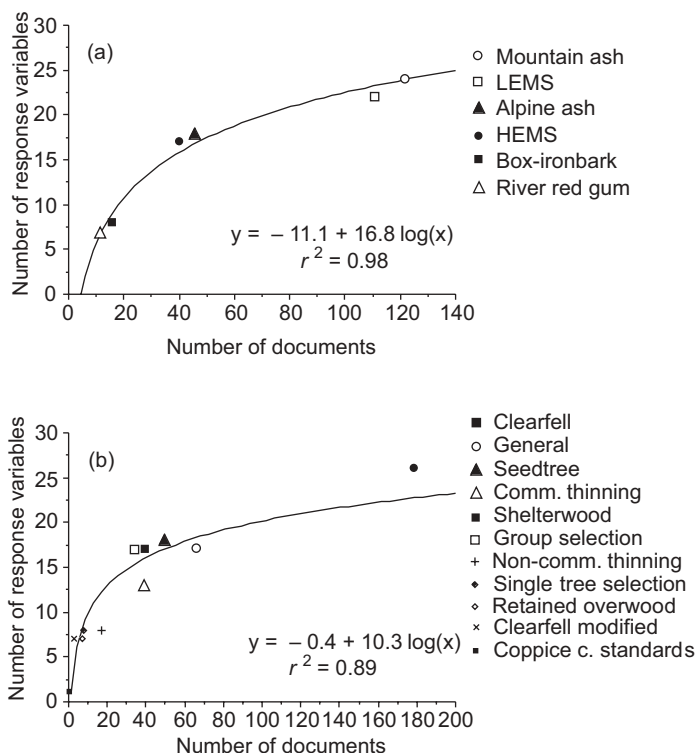 (a)
Number of response variables
30
25
20
15
10
5
0
0 20 40 60 80 100 120 140
Number of documents
y = – 11.1 + 16.8 log(x)
r 2 = 0.98
Mountain ash
LEMS
Alpine ash
HEMS
Box-ironbark
River red gum
(b)
Number of response variables
30
25
20
15
10
5
0
0 20 40 60 80 100 120 140 160 180 200
Number of documents
y = – 0.4 + 10.3 log(x)
r 2 = 0.89
Clearfell
General
Seedtree
Comm. thinning
Shelterwood
Group selection
Non-comm. thinning
Single tree selection
Retained overwood
Clearfell modified
Coppice c. standards